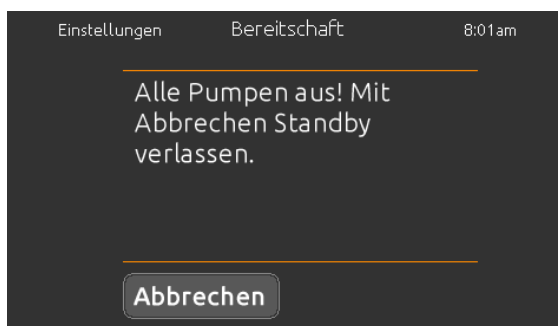 Einstellungen Bereitschaft 8:01am
Alle Pumpen aus! Mit
Abbrechen Standby
verlassen.
Abbrechen